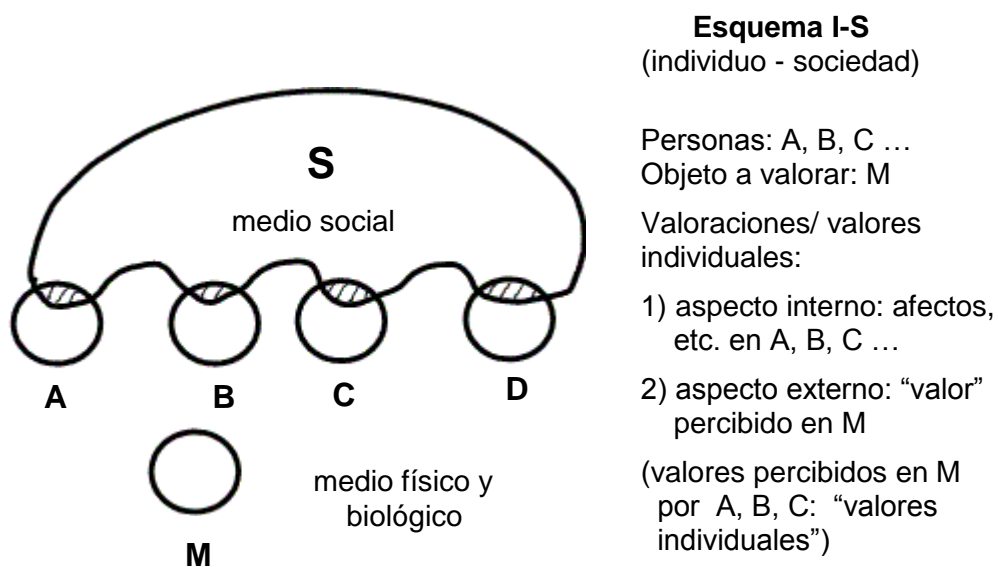 S
medio social
A
B
C
D
M
medio físico y
biológico
Esquema I-S
(individuo - sociedad)
Personas: A, B, C …
Objeto a valorar: M
Valoraciones/ valores
individuales:
1) aspecto interno: afectos,
etc. en A, B, C …
2) aspecto externo: “valor”
percibido en M
(valores percibidos en M
por A, B, C: “valores
individuales”)